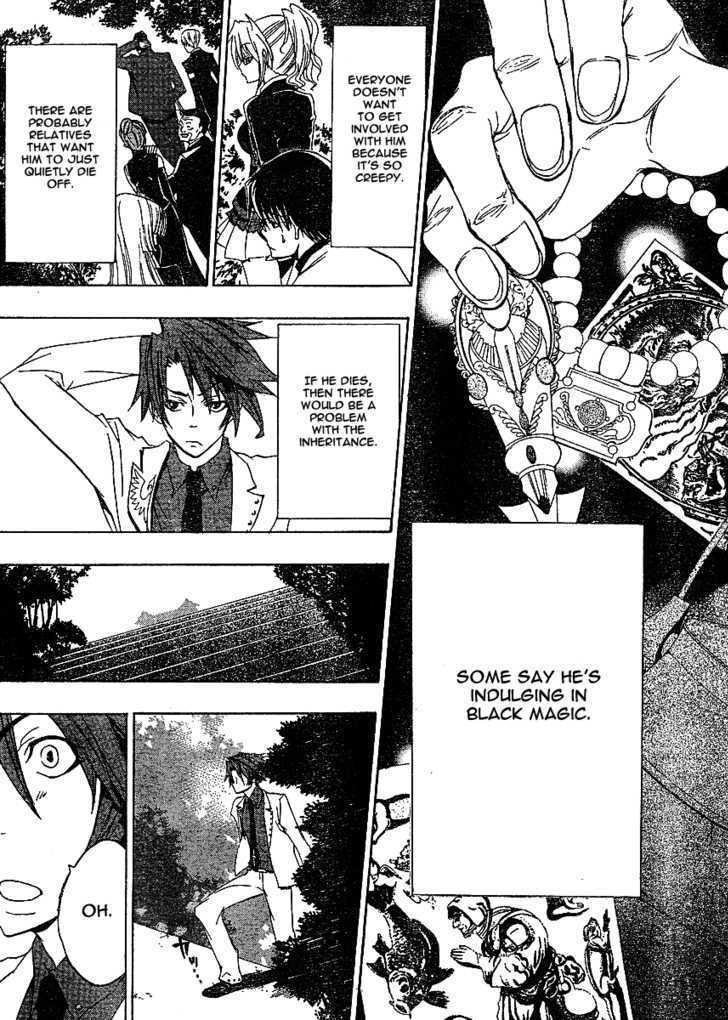 SOME SAY HE'S
INDULGING IN
BLACK MAGIC.
EVERYONE
DOESN'T
WANT
TO GET
INVOLVED
WITH HIM
BECAUSE
IT'S SO
CREEPY.
THERE ARE
PROBABLY
RELATIVES
THAT WANT
HIM TO JUST
QUIETLY DIE
OFF.
IF HE DIES,
THEN THERE
WOULD BE A
PROBLEM
WITH THE
INHERITANCE.
OH.